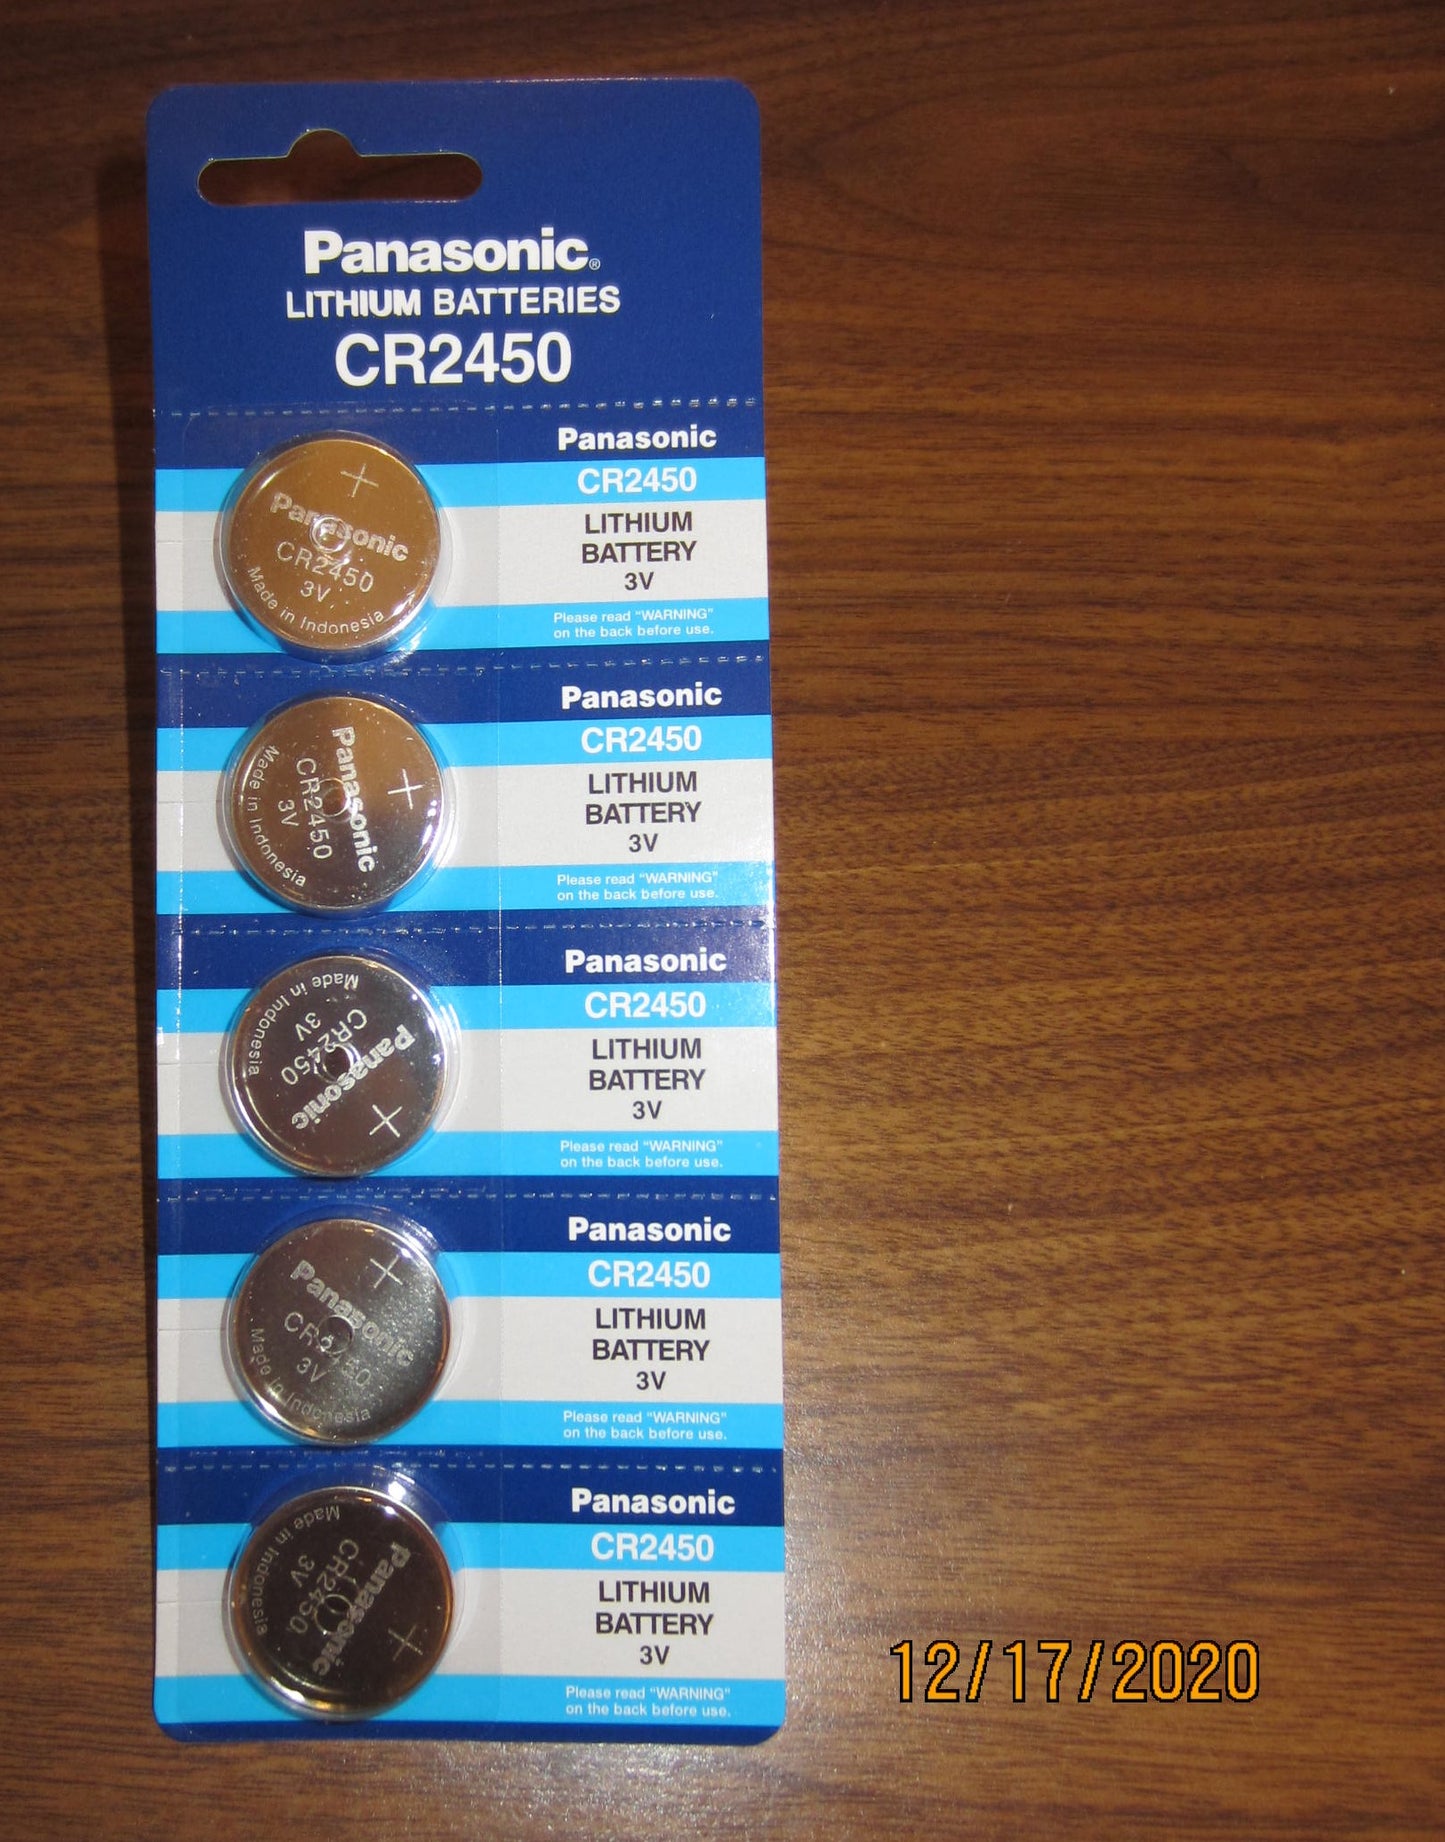 Panasonic®
LITHIUM BATTERIES
CR2450
Panasonic
CR2450
LITHIUM
BATTERY
3V
Please read "WARNING"
on the back before use.
+
Panasonic
CR2450
3V
Made in Indonesia
Panasonic
CR2450
LITHIUM
BATTERY
3V
Please read "WARNING"
on the back before use.
+
Panasonic
CR2450
3V
Made in Indonesia
Panasonic
CR2450
LITHIUM
BATTERY
3V
Please read "WARNING"
on the back before use.
+
Panasonic
CR2450
3V
Made in Indonesia
Panasonic
CR2450
LITHIUM
BATTERY
3V
Please read "WARNING"
on the back before use.
+
Panasonic
CR2450
3V
Made in Indonesia
Panasonic
CR2450
LITHIUM
BATTERY
3V
Please read "WARNING"
on the back before use.
+
Panasonic
CR2450
3V
Made in Indonesia
12/17/2020